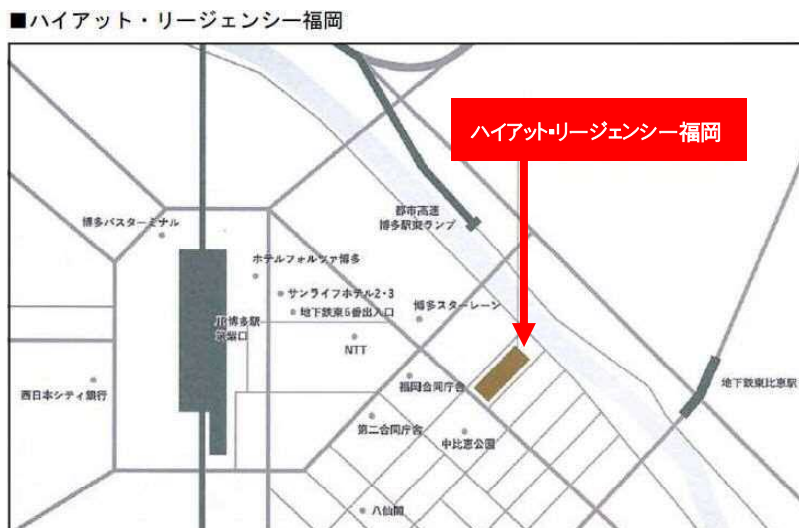 ■ハイアット・リージェンシー福岡
ハイアット・リージェンシー福岡
都市高速
博多駅東ランプ
博多バスターミナル
ホテルフォルツァ博多
サンライフホテル2・3
地下鉄東6番出入口
博多スターレーン
JR博多駅
筑紫口
NTT
福岡合同庁舎
地下鉄東比恵駅
西日本シティ銀行
第二合同庁舎
中比恵公園
八仙閣